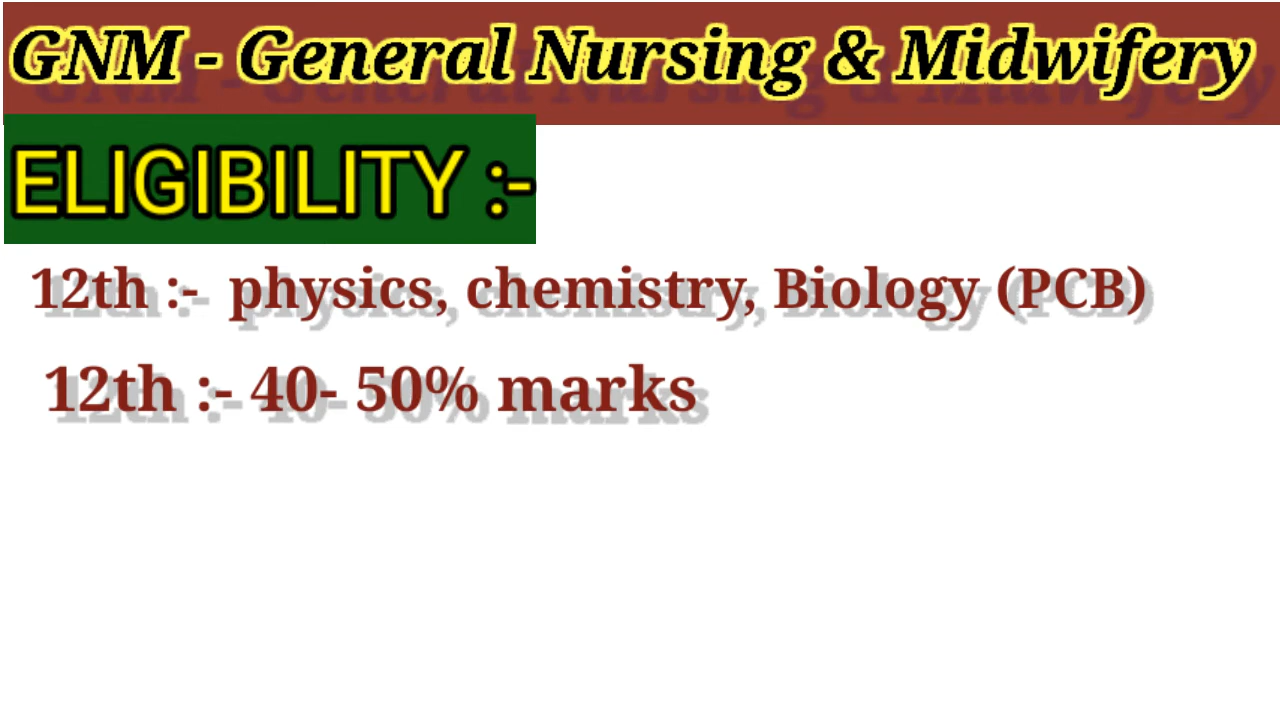 GNM - General Nursing & Midwifery
ELIGIBILITY :-
12th :- physics, chemistry, Biology (PCB)
12th :- 40- 50% marks